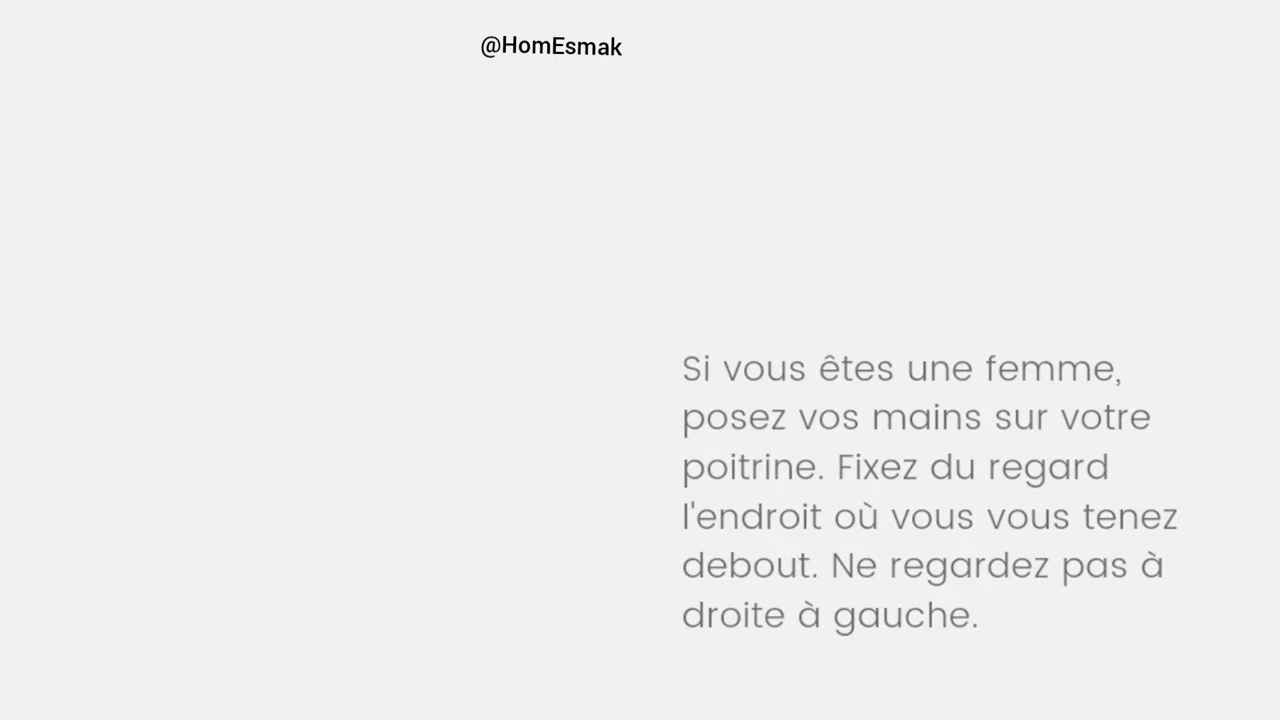 @HomEsmak
Si vous êtes une femme,
posez vos mains sur votre
poitrine. Fixez du regard
l'endroit où vous vous tenez
debout. Ne regardez pas à
droite à gauche.